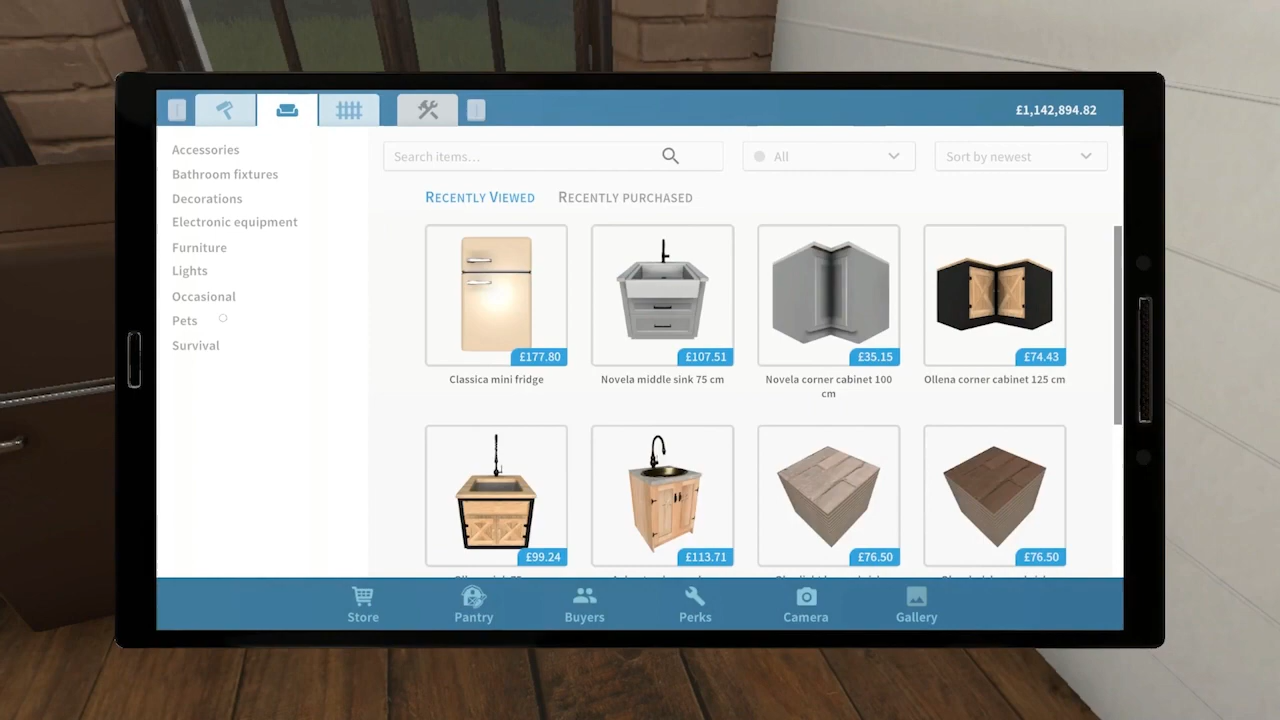 £1,142,894.82
Accessories
Bathroom fixtures
Decorations
Electronic equipment
Furniture
Lights
Occasional
Pets
Survival
Search items...
All
Sort by newest
RECENTLY VIEWED
RECENTLY PURCHASED
£177.80
£107.51
£35.15
£74.43
Classica mini fridge
Novela middle sink 75 cm
Novela corner cabinet 100
cm
Ollena corner cabinet 125 cm
£99.24
£113.71
£76.50
£76.50
Store
Pantry
Buyers
Perks
Camera
Gallery